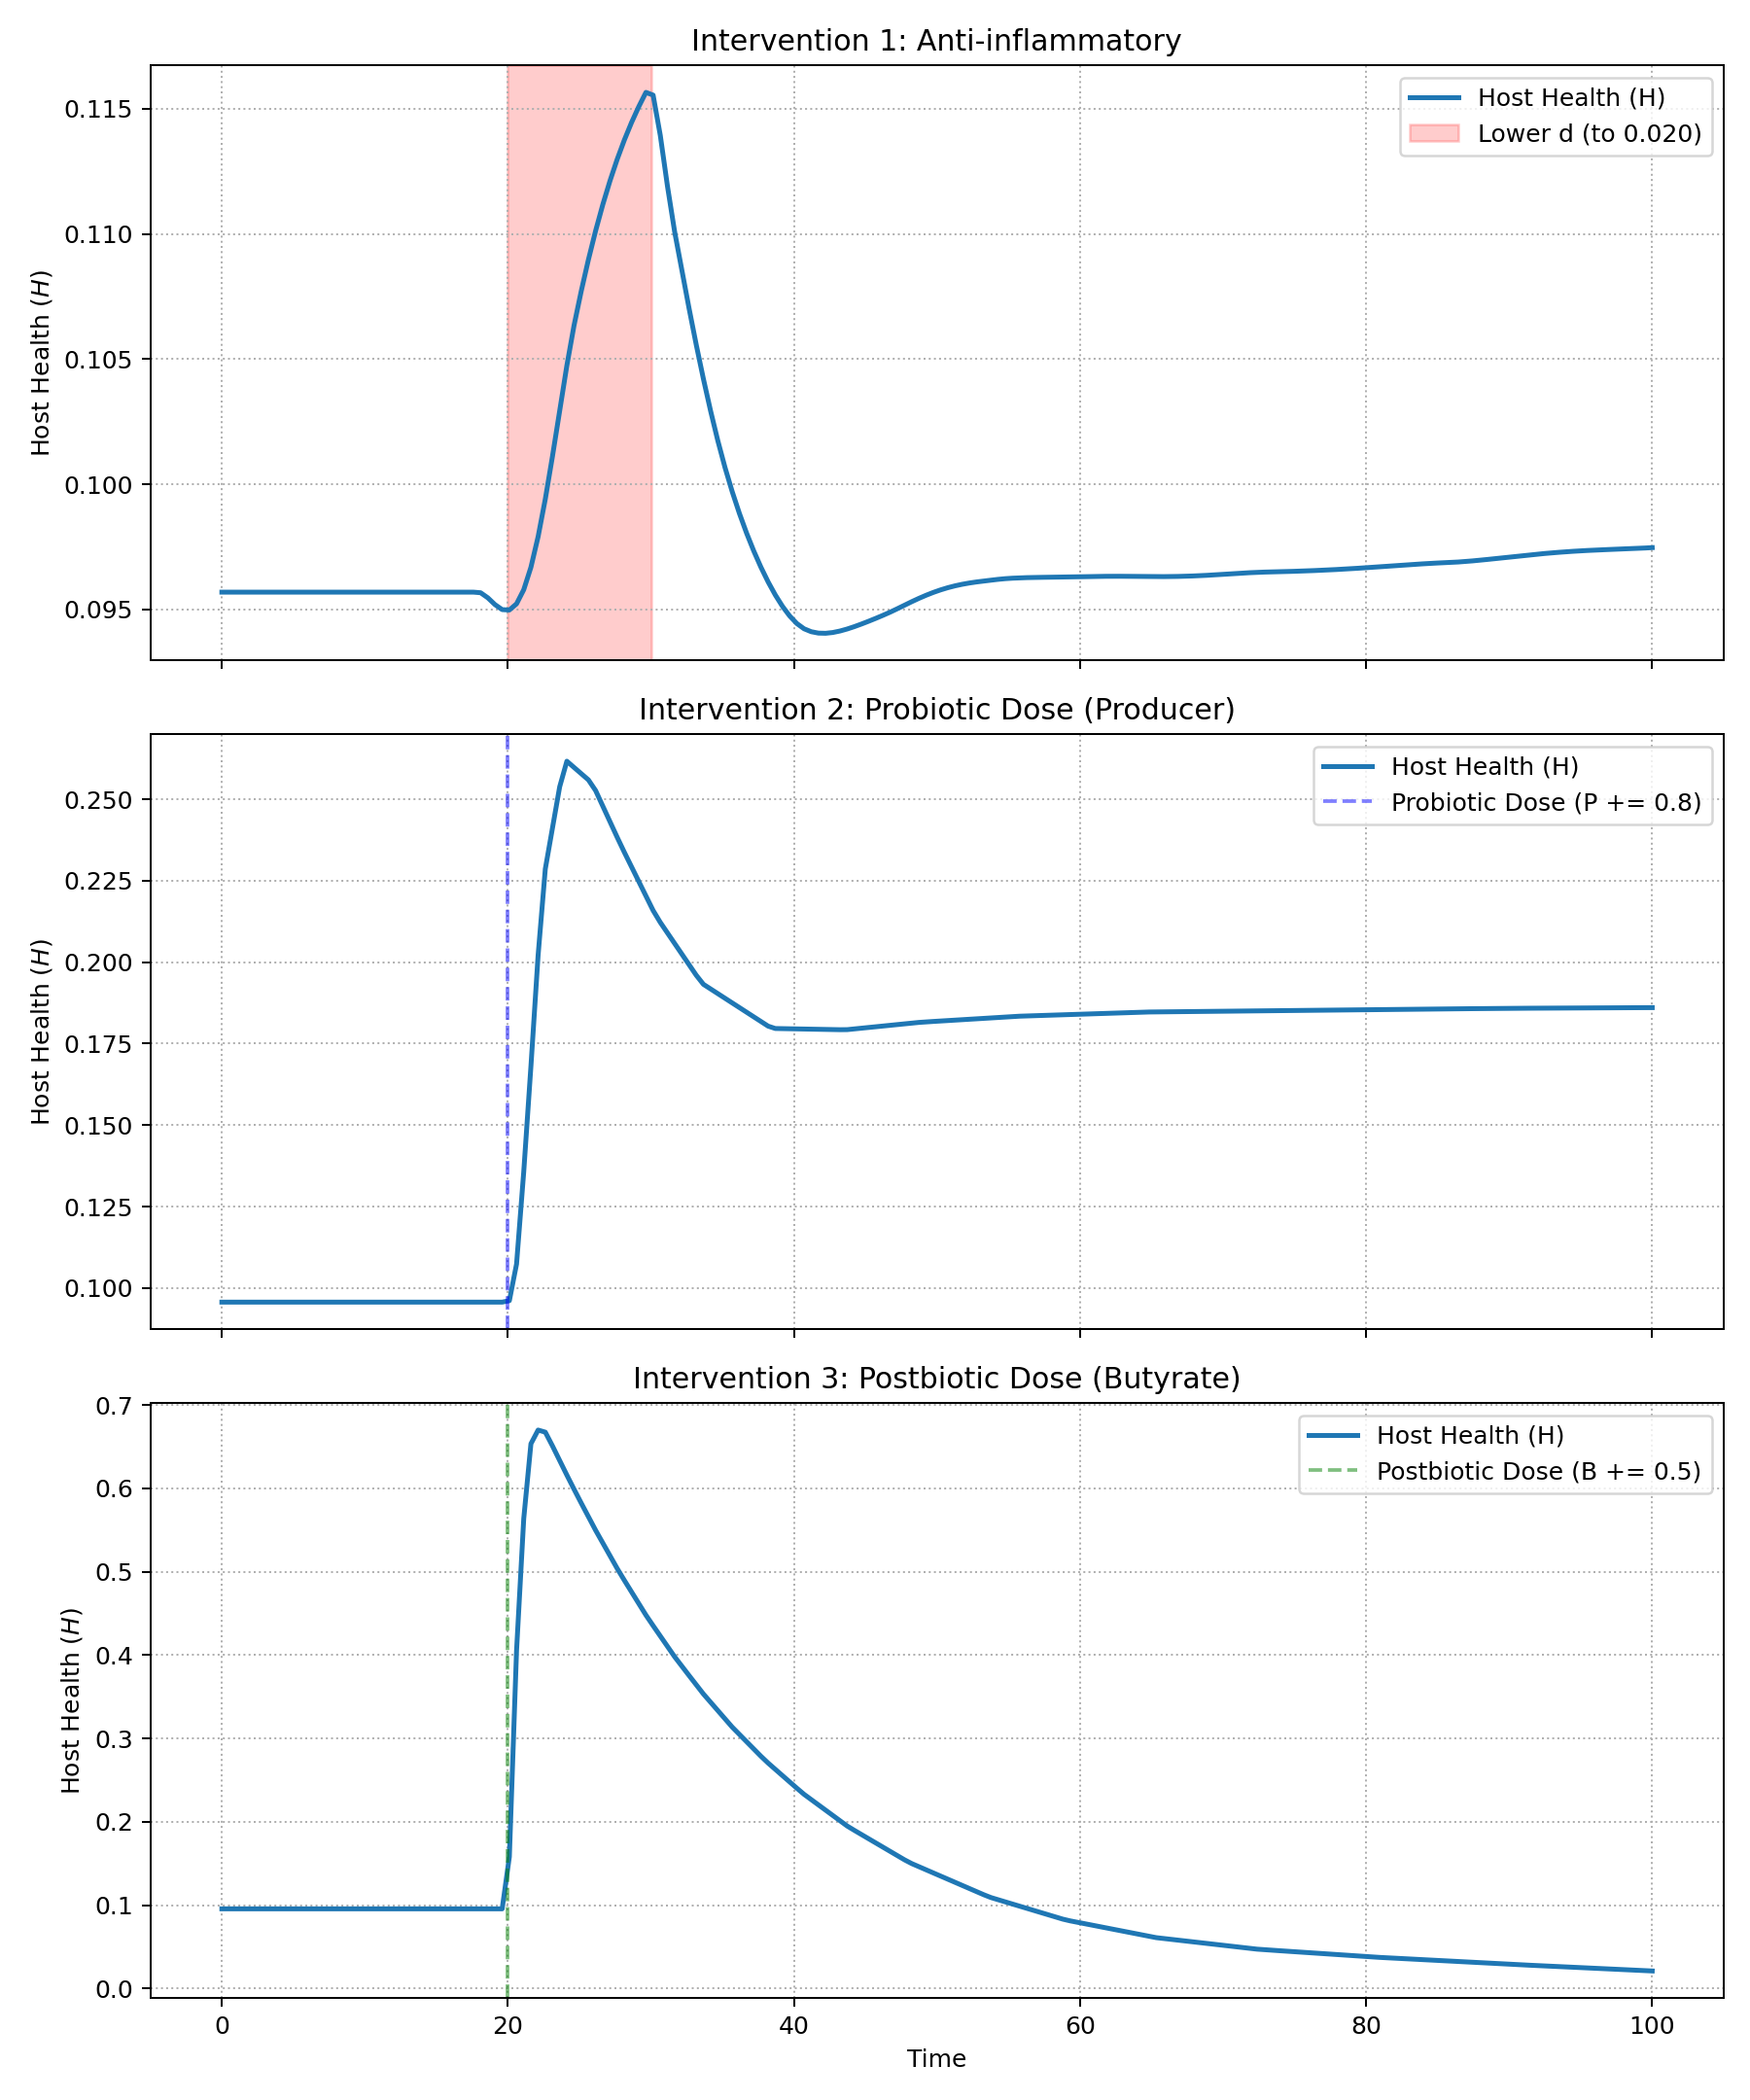 Intervention 1: Anti-inflammatory
Host Health (H)
Lower d (to 0.020)
0.115
0.110
0.105
0.100
0.095
Host Health (H)
Intervention 2: Probiotic Dose (Producer)
Host Health (H)
Probiotic Dose (P += 0.8)
0.250
0.225
0.200
0.175
0.150
0.125
0.100
Host Health (H)
Intervention 3: Postbiotic Dose (Butyrate)
Host Health (H)
Postbiotic Dose (B += 0.5)
0.7
0.6
0.5
0.4
0.3
0.2
0.1
0.0
Host Health (H)
0 20 40 60 80 100
Time